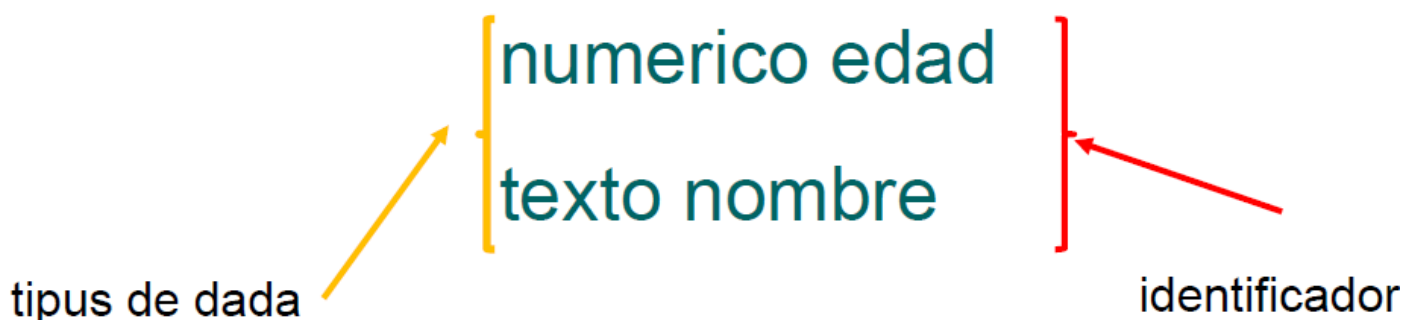 numerico edad
texto nombre
tipus de dada
identificador